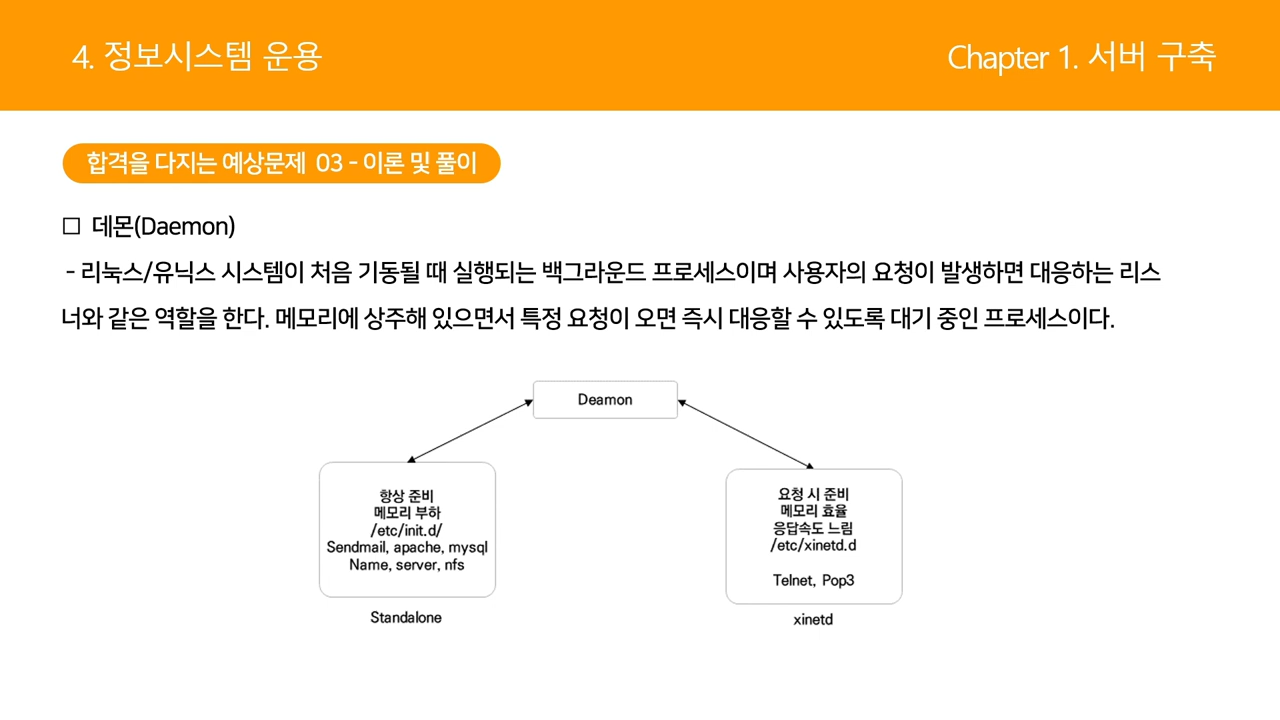 4. 정보시스템 운용
Chapter 1. 서버 구축
합격을 다지는 예상문제 03 - 이론 및 풀이
□ 데몬(Daemon)
- 리눅스/유닉스 시스템이 처음 기동될 때 실행되는 백그라운드 프로세스이며 사용자의 요청이 발생하면 대응하는 리스
너와 같은 역할을 한다. 메모리에 상주해 있으면서 특정 요청이 오면 즉시 대응할 수 있도록 대기 중인 프로세스이다.
Deamon
항상 준비
메모리 부하
/etc/init.d/
Sendmail, apache, mysql
Name, server, nfs
Standalone
요청 시 준비
메모리 효율
응답속도 느림
/etc/xinetd.d
Telnet, Pop3
xinetd